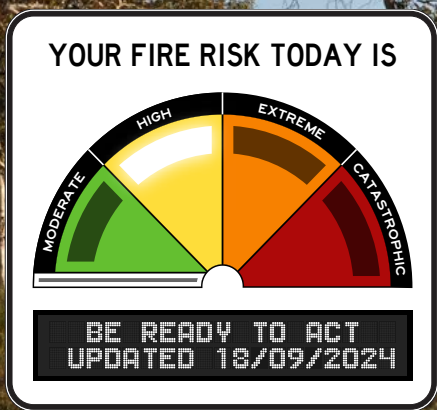 YOUR FIRE RISK TODAY IS
MODERATE
HIGH
EXTREME
CATASTROPHIC
BE READY TO ACT
UPDATED 18/09/2024